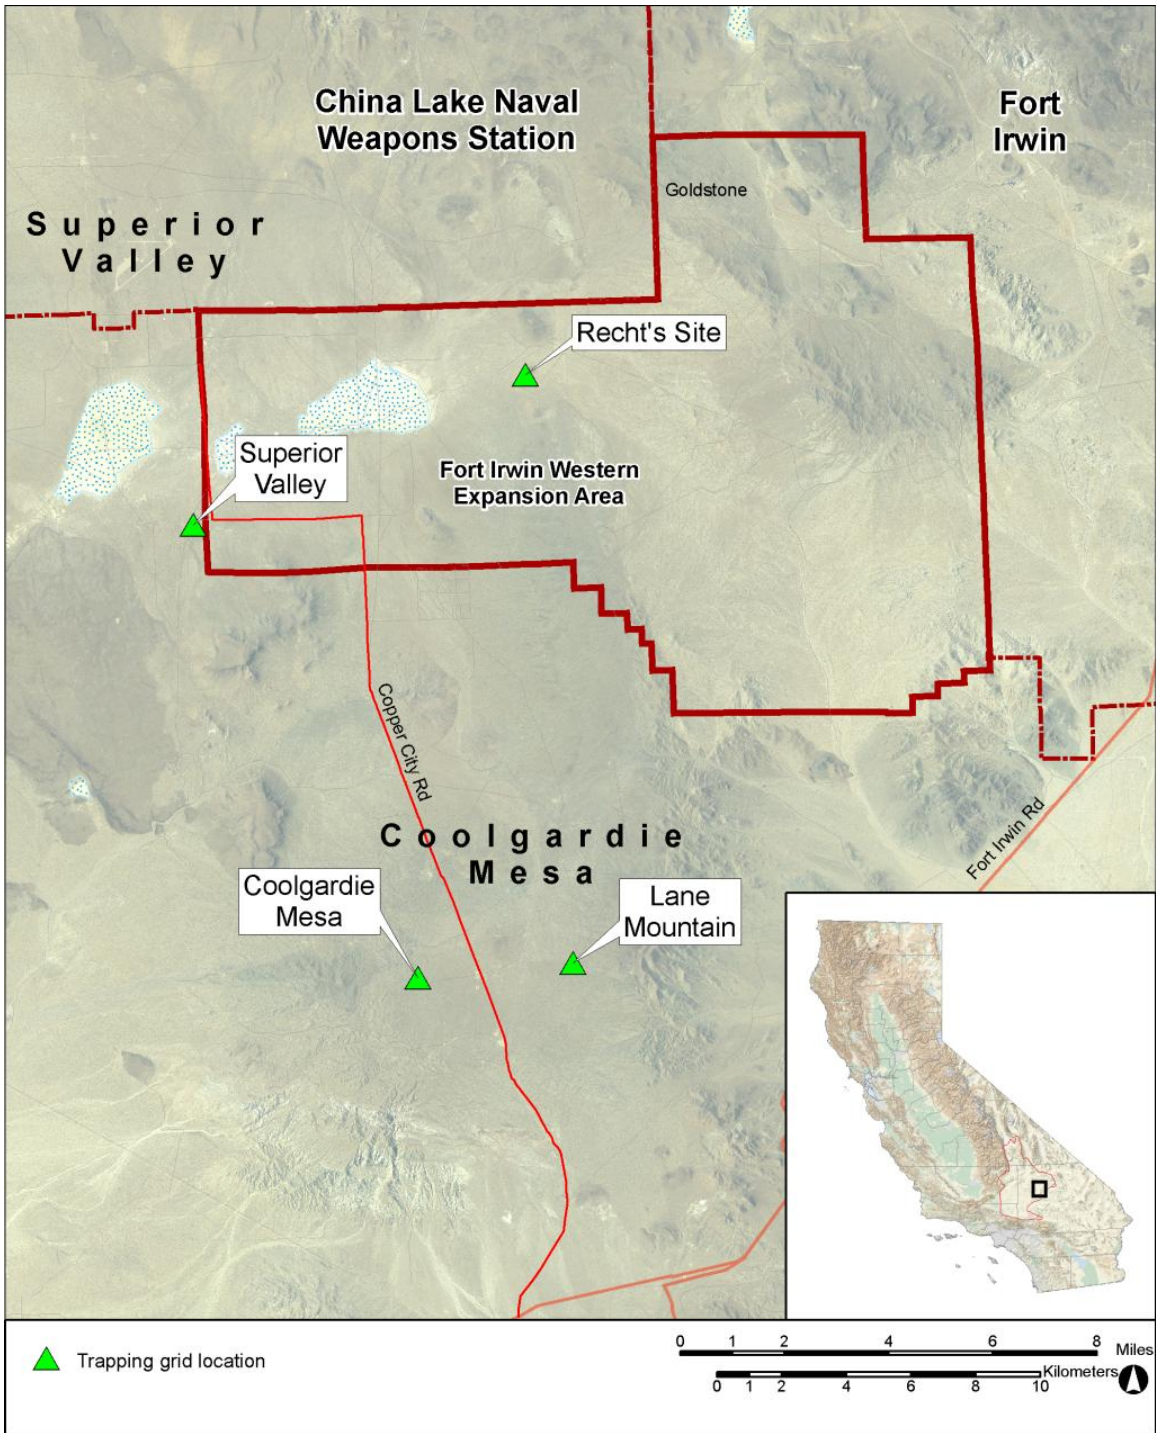 China Lake Naval
Weapons Station
Fort
Irwin
Goldstone
Superior
Valley
Recht's Site
Superior
Valley
Fort Irwin Western
Expansion Area
Copper City Rd
Coolgardie
Mesa
Fort Irwin Rd
Coolgardie
Mesa
Lane
Mountain
Trapping grid location
0 1 2 4 6 8
Miles
Kilometers
0 1 2 4 6 8 10